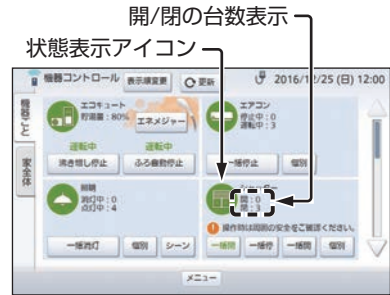 開/閉の台数表示
状態表示アイコン
機器コントロール 表示順変更 更新 2016/12/25 (日) 12:00
機器ごと
家全体
エコキュート
貯湯量：80%
エネメジャー
運転中 運転中
沸き増し停止 ふろ自動停止
エアコン
停止中：0
運転中：3
一括停止 個別
照明
消灯中：0
点灯中：4
一括消灯 個別 シーン
シャッター
開：0
閉：3
操作時は周囲の安全をご確認ください。
一括開 一括停 一括閉 個別
メニュー